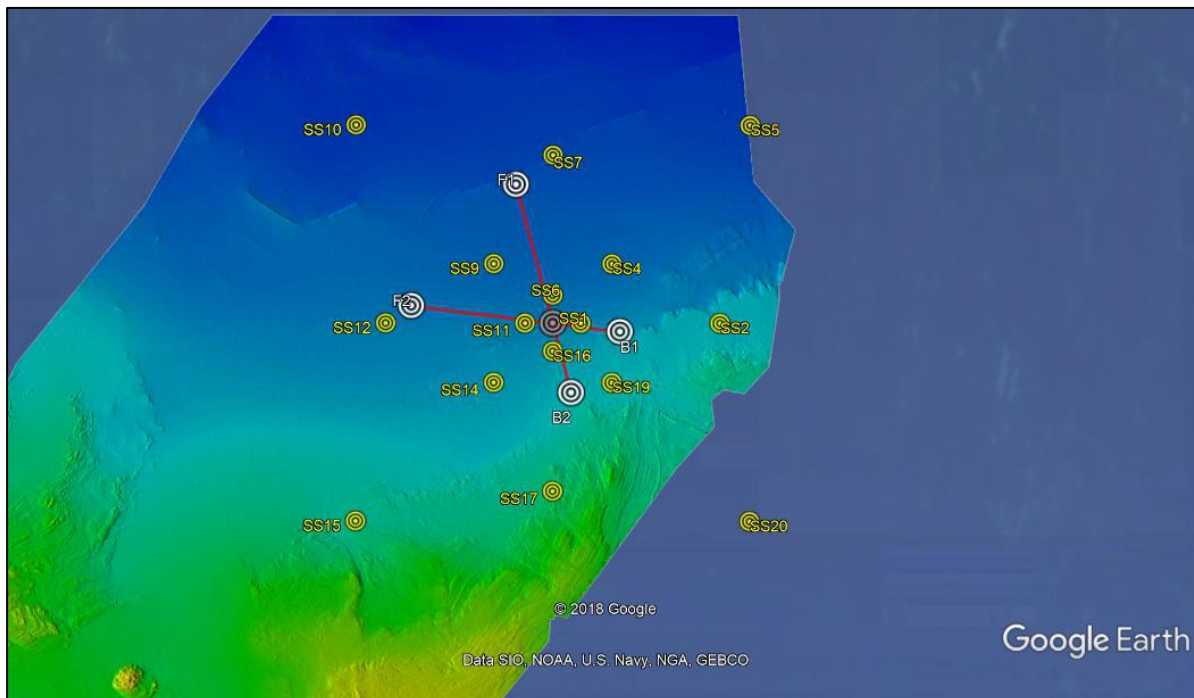 SS10
SS5
SS7
F1
SS9
SS4
SS6
F2
SS12
SS11
SS1
SS2
B1
SS16
SS14
SS19
B2
SS17
SS15
SS20
© 2018 Google
Data SIO, NOAA, U.S. Navy, NGA, GEBCO
Google Earth